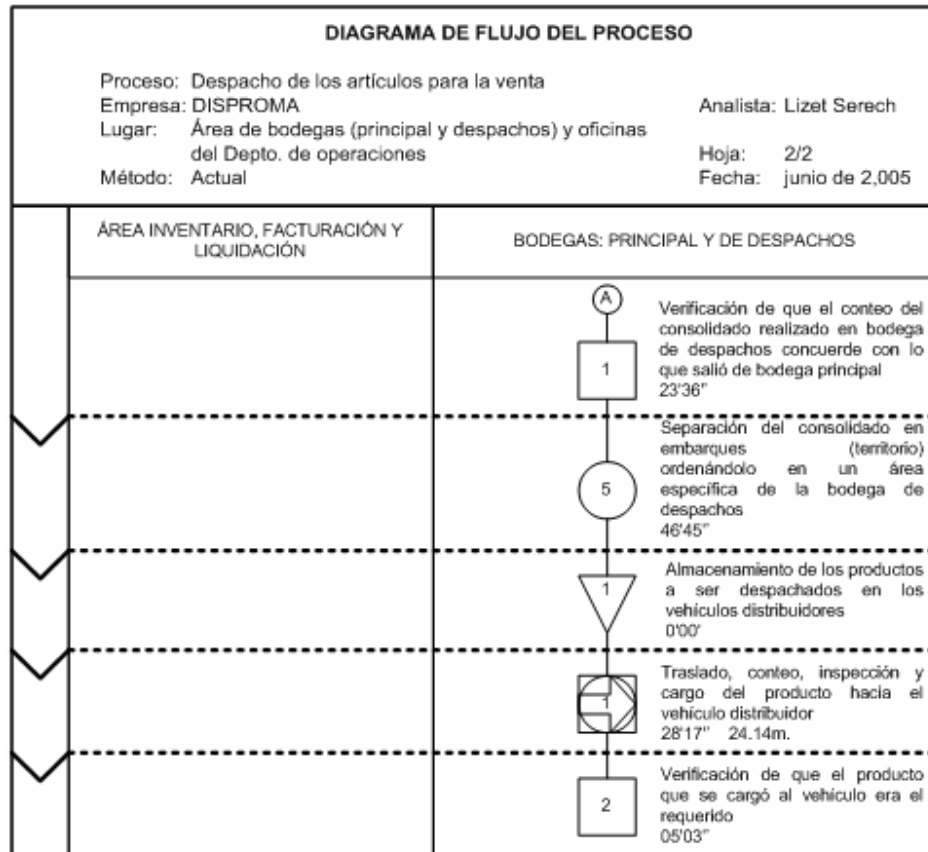 DIAGRAMA DE FLUJO DEL PROCESO
Proceso: Despacho de los artículos para la venta
Empresa: DISPROMA
Analista: Lizet Serech
Lugar: Área de bodegas (principal y despachos) y oficinas
del Depto. de operaciones
Hoja: 2/2
Método: Actual
Fecha: junio de 2,005
ÁREA INVENTARIO, FACTURACIÓN Y
LIQUIDACIÓN
BODEGAS: PRINCIPAL Y DE DESPACHOS
A
1
Verificación de que el conteo del
consolidado realizado en bodega
de despachos concuerde con lo
que salió de bodega principal
23'36"
5
Separación del consolidado en
embarques (territorio)
ordenándolo en un área
específica de la bodega de
despachos
46'45"
1
Almacenamiento de los productos
a ser despachados en los
vehículos distribuidores
0'00'
1
Traslado, conteo, inspección y
cargo del producto hacia el
vehículo distribuidor
28'17" 24.14m.
2
Verificación de que el producto
que se cargó al vehículo era el
requerido
05'03"